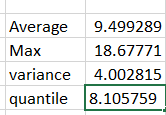 Average 9.499289
Max 18.67771
variance 4.002815
quantile 8.105759